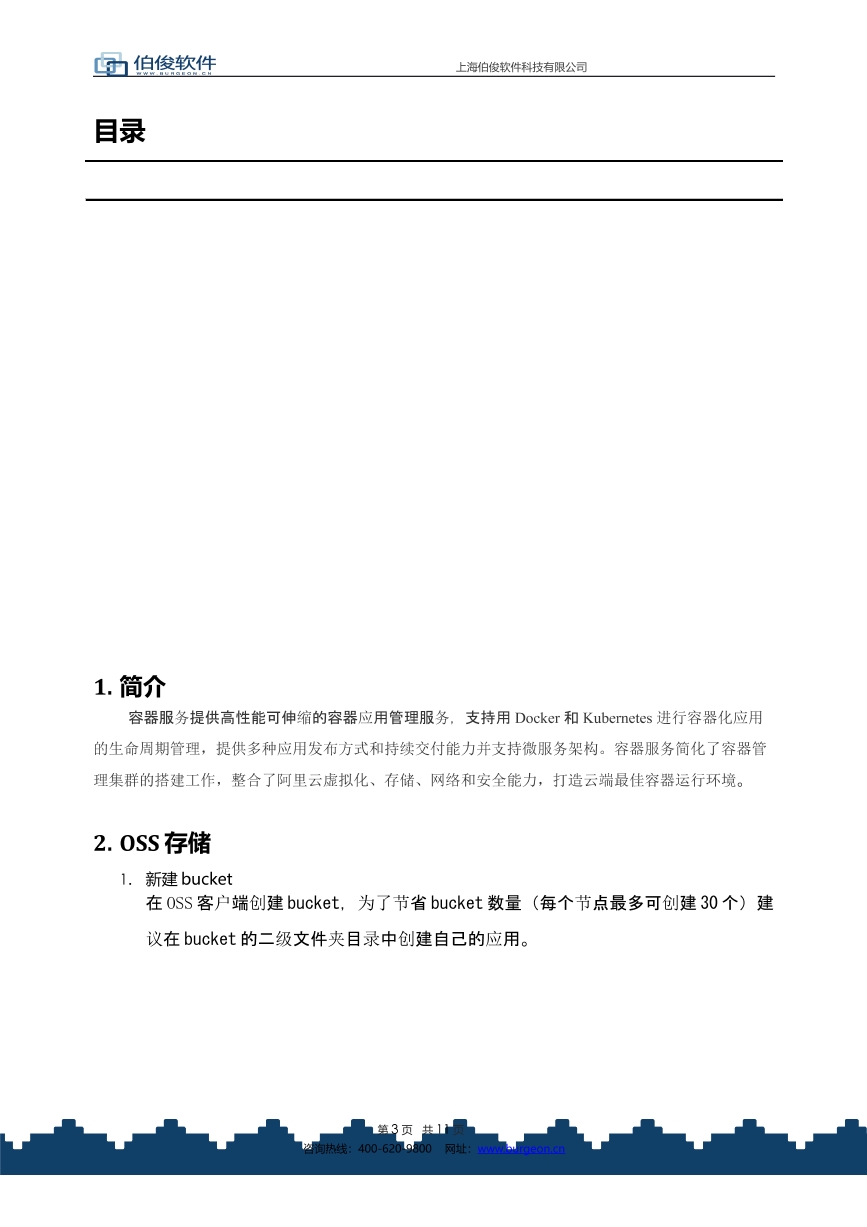 伯俊软件
WWW.BURGEON.CN
上海伯俊软件科技有限公司
目录
1. 简介
容器服务提供高性能可伸缩的容器应用管理服务，支持用 Docker 和 Kubernetes 进行容器化应用
的生命周期管理，提供多种应用发布方式和持续交付能力并支持微服务架构。容器服务简化了容器管
理集群的搭建工作，整合了阿里云虚拟化、存储、网络和安全能力，打造云端最佳容器运行环境。
2. OSS 存储
1. 新建 bucket
在 OSS 客户端创建 bucket，为了节省 bucket 数量（每个节点最多可创建 30 个）建
议在 bucket 的二级文件夹目录中创建自己的应用。
第 3 页 共 11 页
咨询热线：400-620-9800 网址：www.burgeon.cn